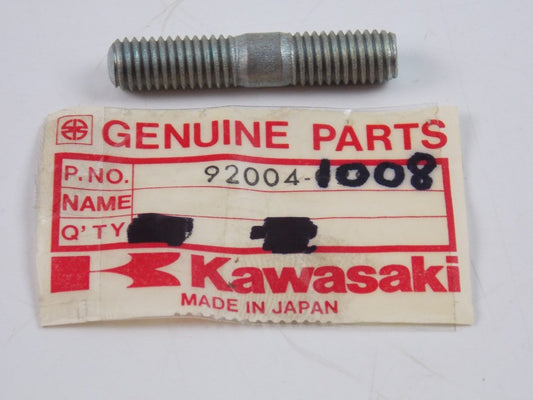 GENUINE PARTS
P.NO. 92004-1008
NAME
Q'TY
Kawasaki
MADE IN JAPAN